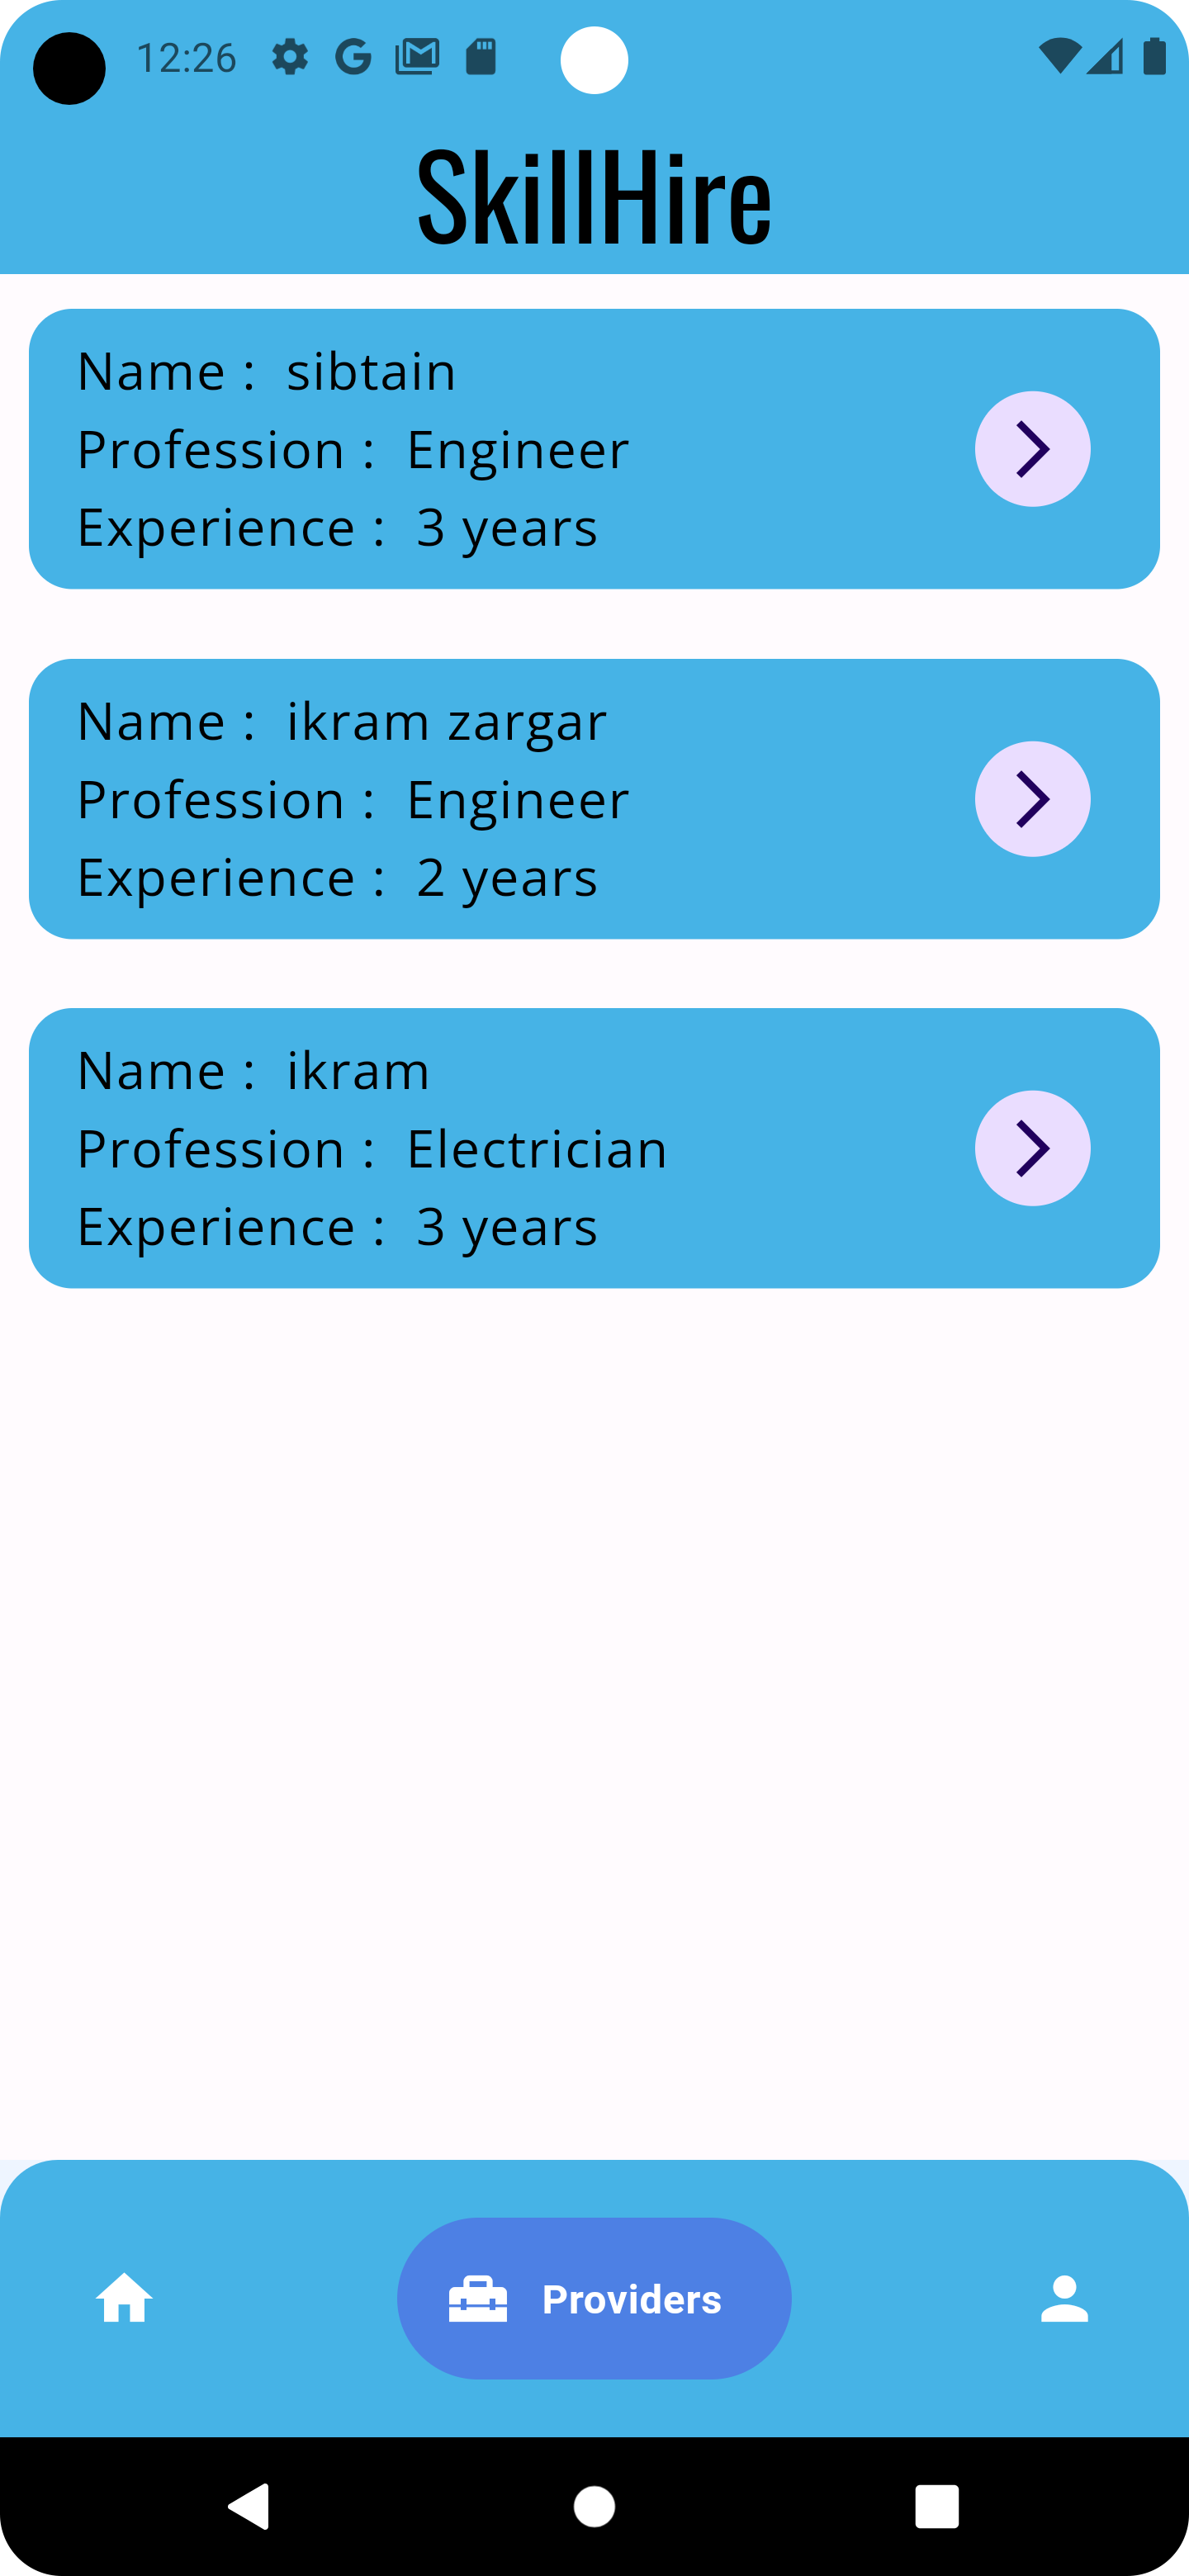 12:26
SkillHire
Name : sibtain
Profession : Engineer
Experience : 3 years
Name : ikram zargar
Profession : Engineer
Experience : 2 years
Name : ikram
Profession : Electrician
Experience : 3 years
Providers